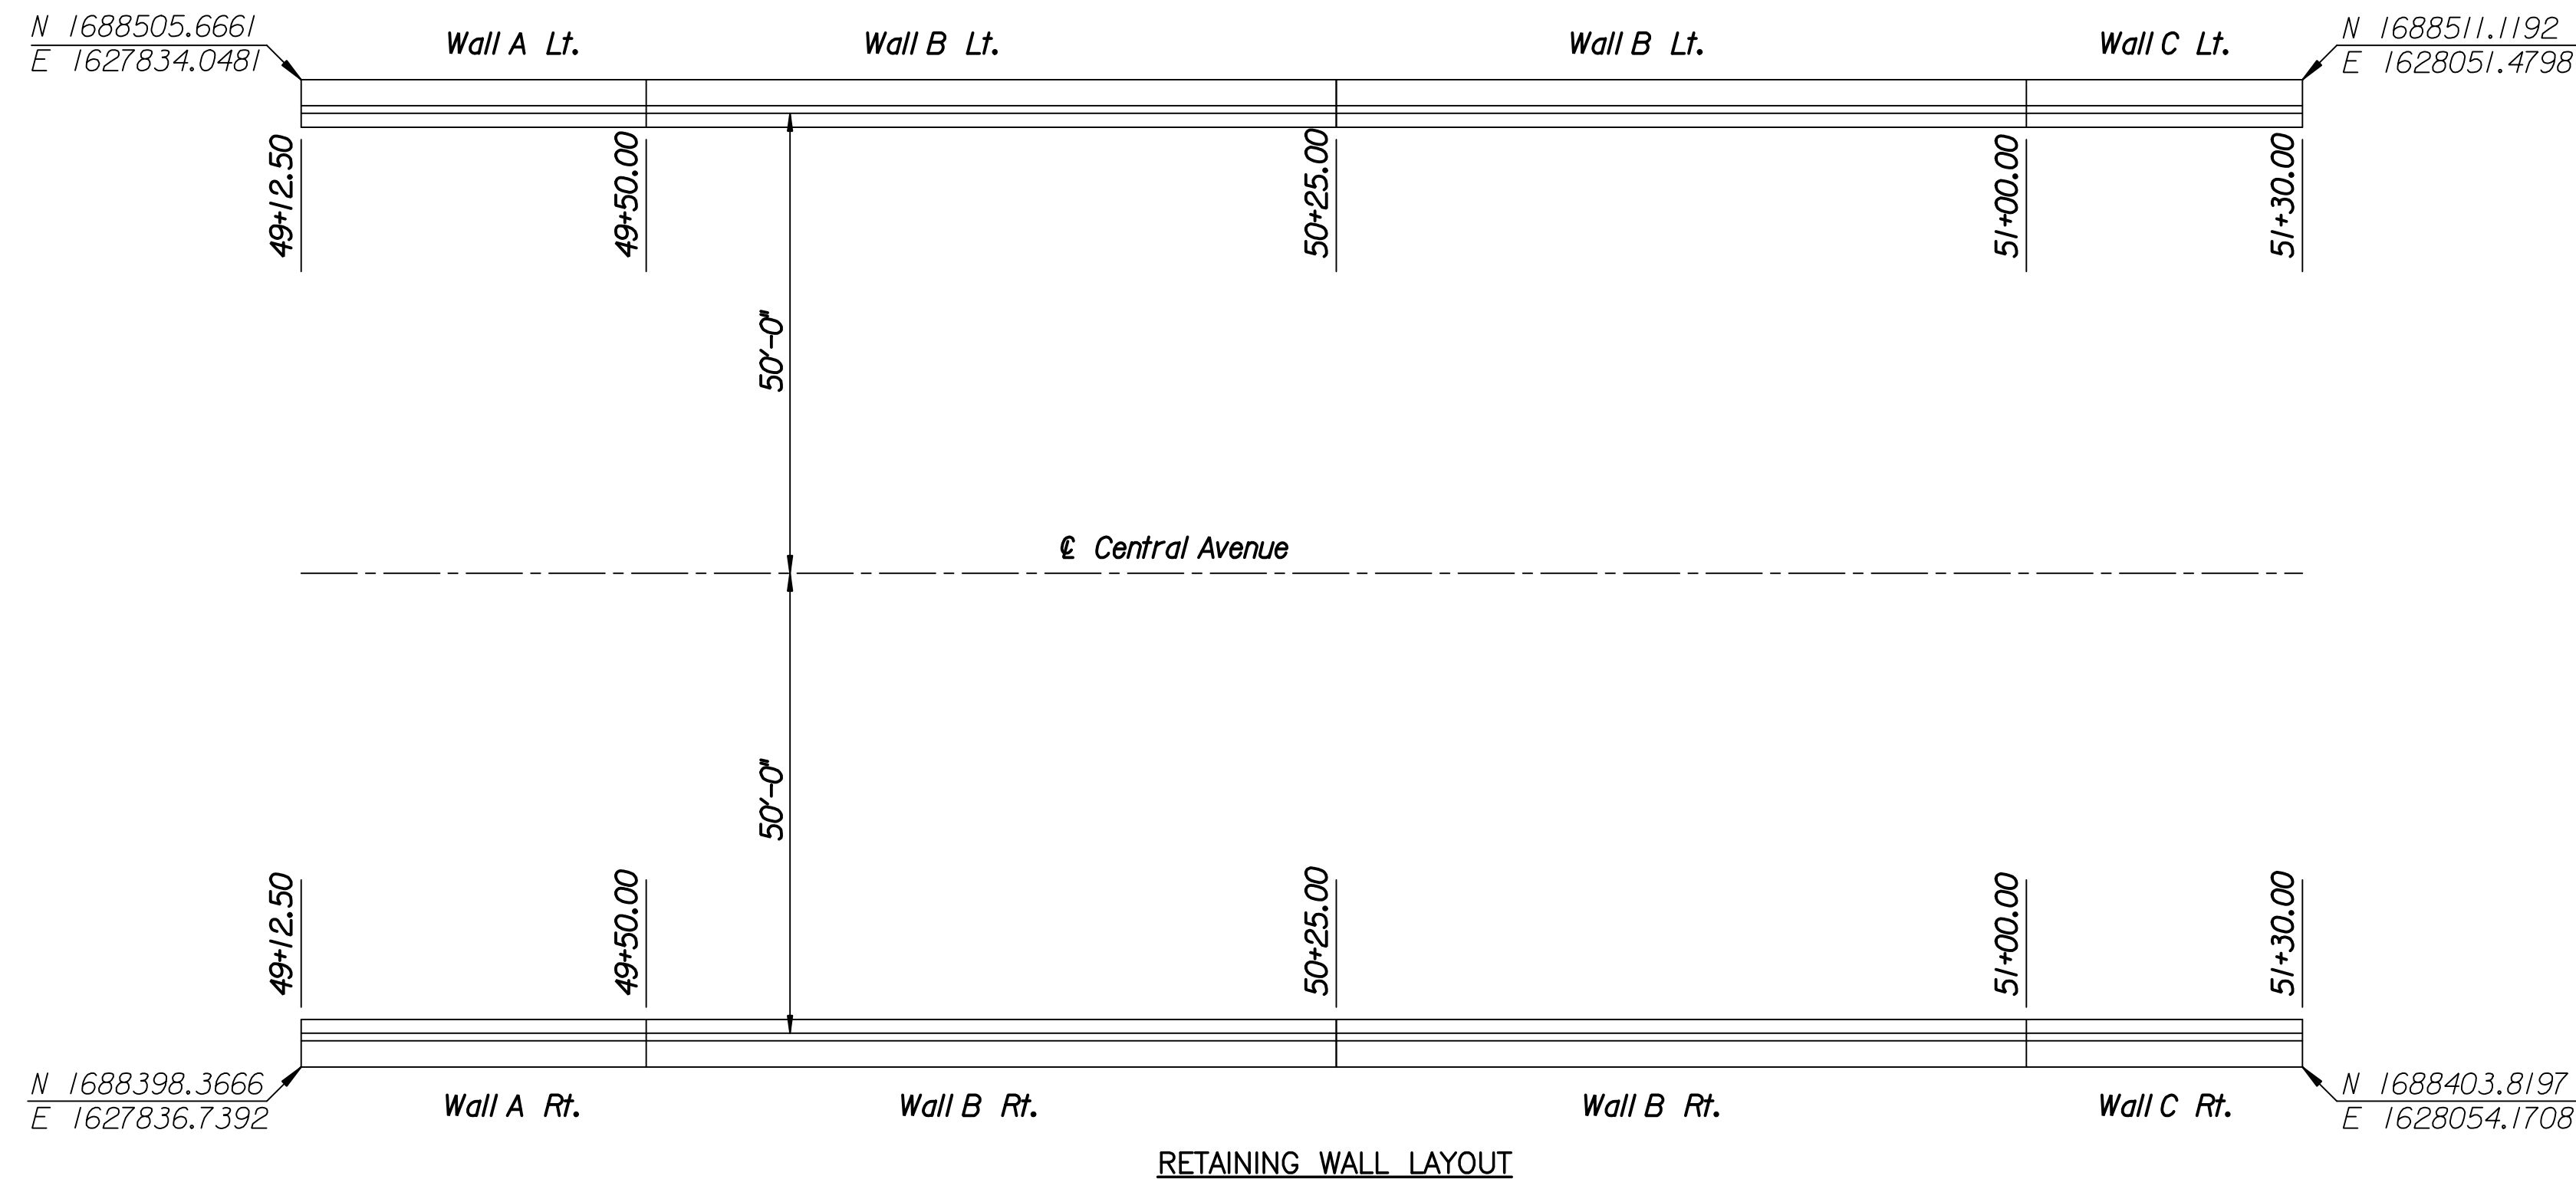 N 1688505.6661
E 1627834.0481
Wall A Lt.
Wall B Lt.
Wall B Lt.
Wall C Lt.
N 1688511.1192
E 1628051.4798
49+12.50
49+50.00
50+25.00
51+00.00
51+30.00
50'-0"
℄ Central Avenue
50'-0"
49+12.50
49+50.00
50+25.00
51+00.00
51+30.00
N 1688398.3666
E 1627836.7392
Wall A Rt.
Wall B Rt.
Wall B Rt.
Wall C Rt.
N 1688403.8197
E 1628054.1708
RETAINING WALL LAYOUT